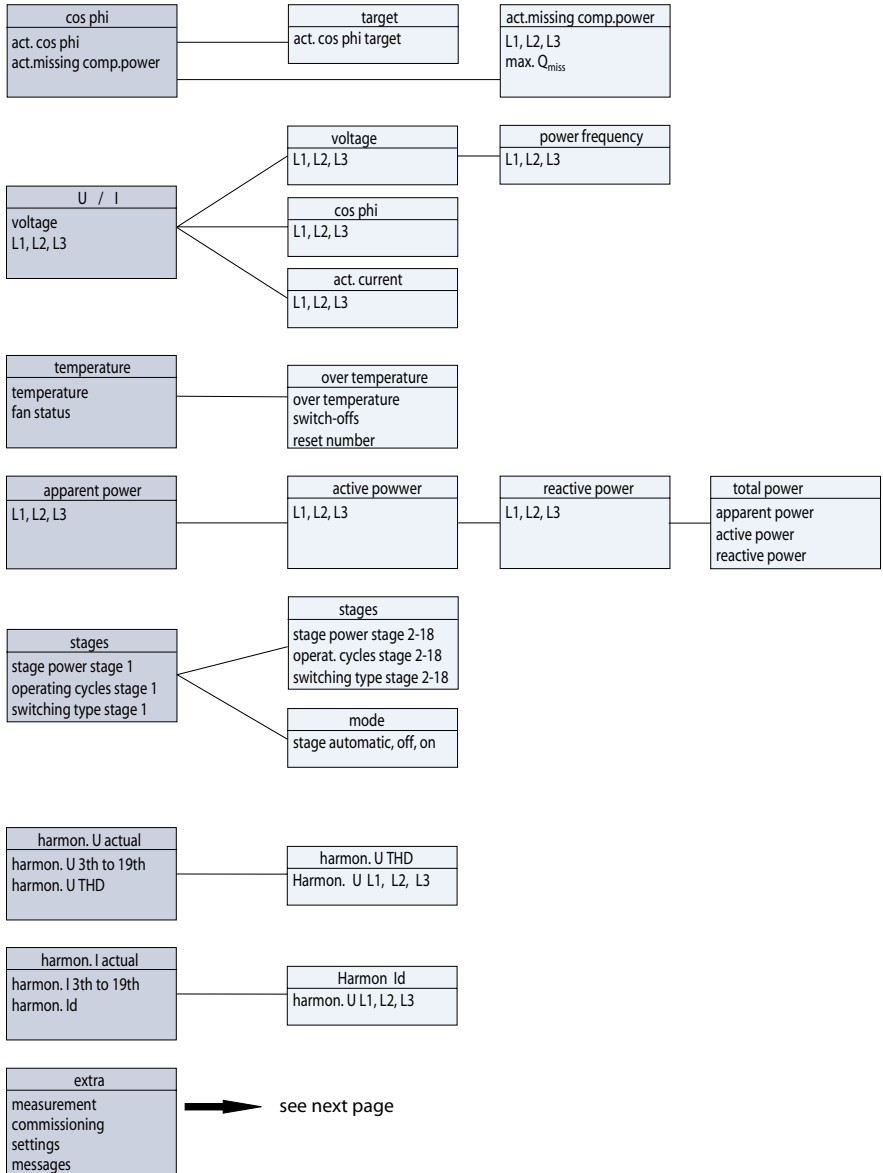 cos phi
act. cos phi
act.missing comp.power
target
act. cos phi target
act.missing comp.power
L1, L2, L3
max. Qmiss
U / I
voltage
L1, L2, L3
voltage
L1, L2, L3
power frequency
L1, L2, L3
cos phi
L1, L2, L3
act. current
L1, L2, L3
temperature
temperature
fan status
over temperature
over temperature
switch-offs
reset number
apparent power
L1, L2, L3
active powwer
L1, L2, L3
reactive power
L1, L2, L3
total power
apparent power
active power
reactive power
stages
stage power stage 1
operating cycles stage 1
switching type stage 1
stages
stage power stage 2-18
operat. cycles stage 2-18
switching type stage 2-18
mode
stage automatic, off, on
harmon. U actual
harmon. U 3th to 19th
harmon. U THD
harmon. U THD
Harmon. U L1, L2, L3
harmon. I actual
harmon. I 3th to 19th
harmon. Id
Harmon Id
harmon. U L1, L2, L3
extra
measurement
commissioning
settings
messages
see next page